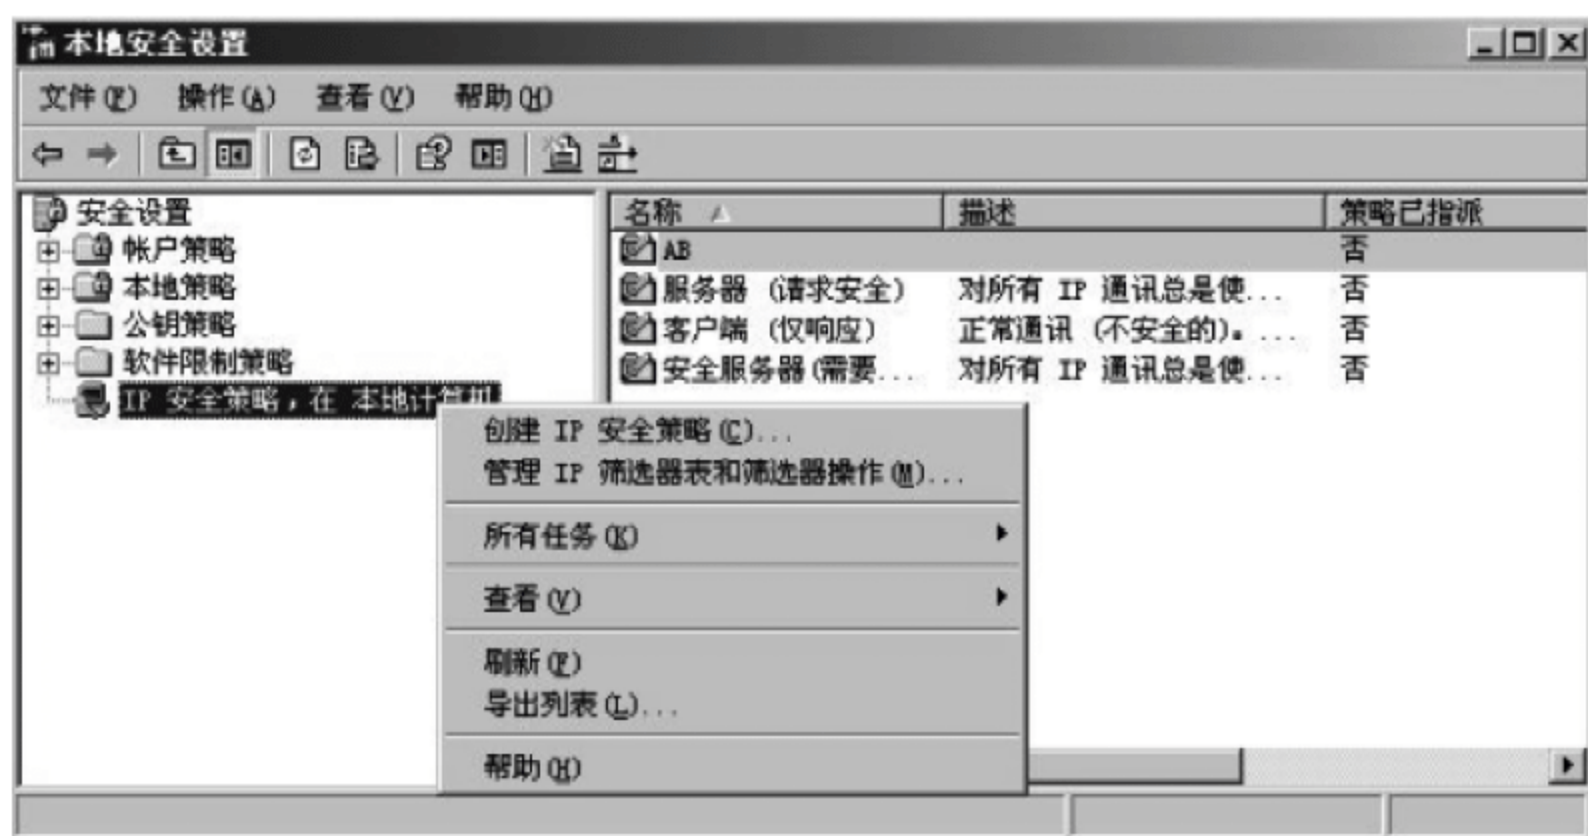 本地安全设置
文件(F) 操作(A) 查看(V) 帮助(H)
安全设置
帐户策略
本地策略
公钥策略
软件限制策略
IP 安全策略，在 本地计算机
名称 描述 策略已指派
AB 否
服务器 (请求安全) 对所有 IP 通讯总是使... 否
客户端 (仅响应) 正常通讯 (不安全的)。... 否
安全服务器(需要... 对所有 IP 通讯总是使... 否
创建 IP 安全策略(C)...
管理 IP 筛选器表和筛选器操作(M)...
所有任务(K)
查看(V)
刷新(F)
导出列表(L)...
帮助(H)